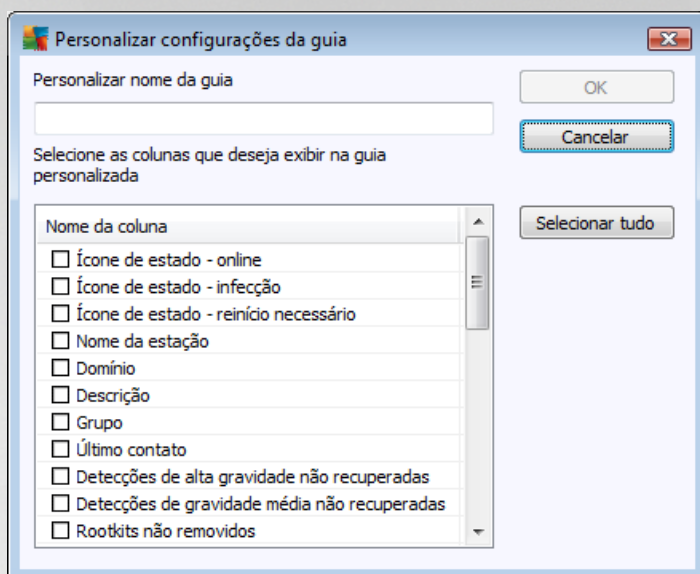 Personalizar configurações da guia
Personalizar nome da guia
OK
Cancelar
Selecione as colunas que deseja exibir na guia
personalizada
Selecionar tudo
Nome da coluna
Ícone de estado - online
Ícone de estado - infecção
Ícone de estado - reinício necessário
Nome da estação
Domínio
Descrição
Grupo
Último contato
Detecções de alta gravidade não recuperadas
Detecções de gravidade média não recuperadas
Rootkits não removidos